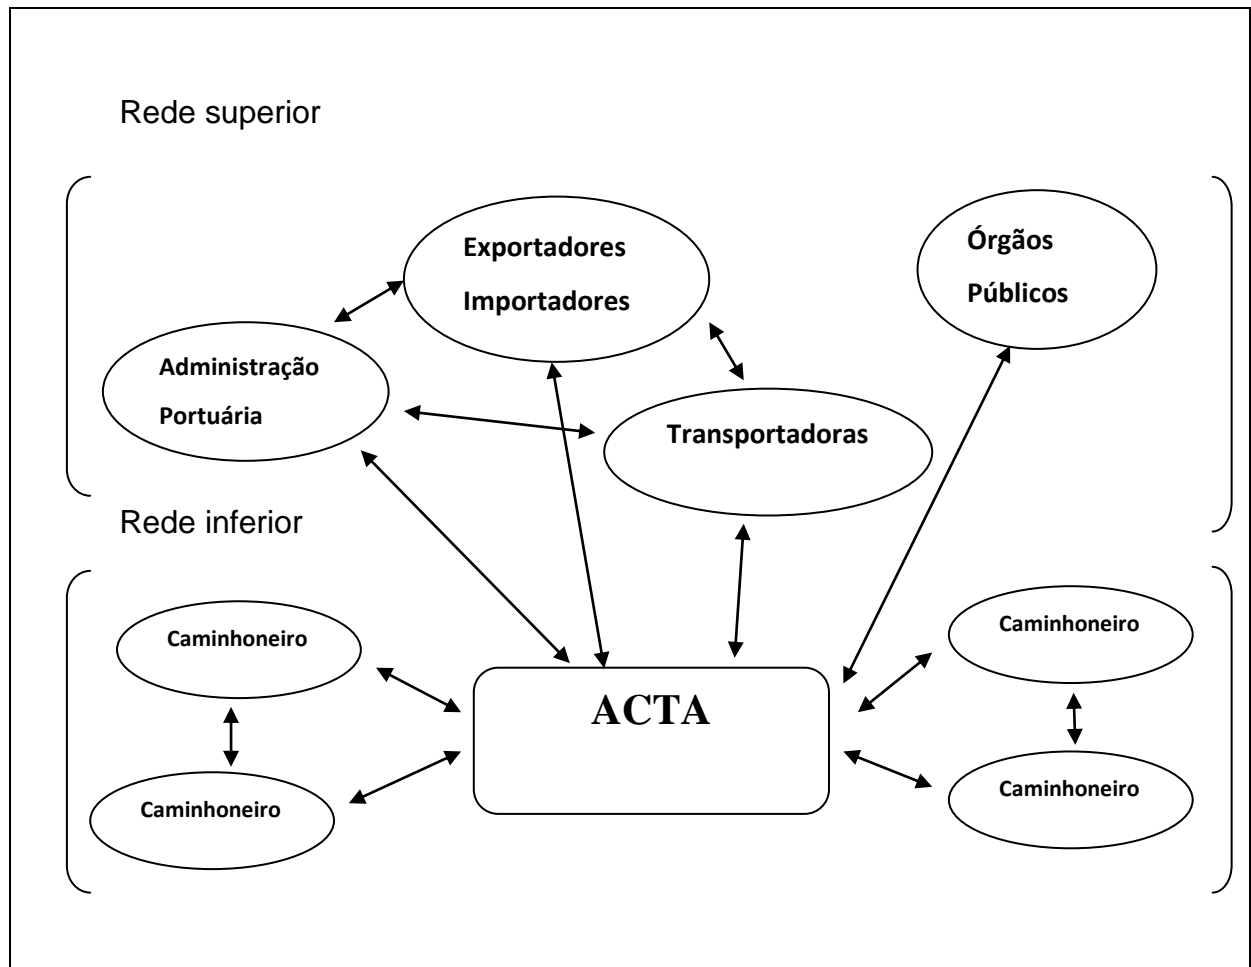 Rede superior
Exportadores
Importadores
Órgãos
Públicos
Administração
Portuária
Transportadoras
Rede inferior
Caminhoneiro
Caminhoneiro
ACTA
Caminhoneiro
Caminhoneiro